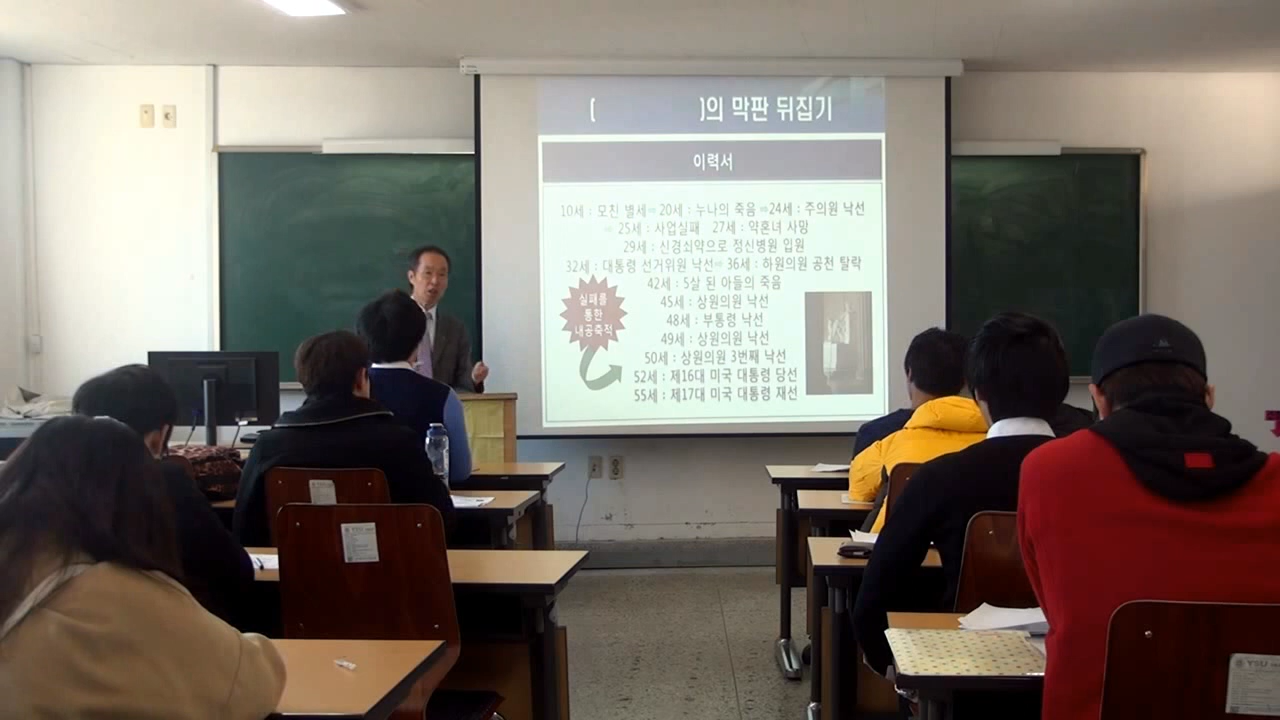 (          )의 막판 뒤집기
이력서
10세 : 모친 별세⇨ 20세 : 누나의 죽음 ⇨24세 : 주의원 낙선
⇨ 25세 : 사업실패 27세 : 약혼녀 사망
29세 : 신경쇠약으로 정신병원 입원
32세 : 대통령 선거위원 낙선⇨ 36세 : 하원의원 공천 탈락
42세 : 5살 된 아들의 죽음
45세 : 상원의원 낙선
48세 : 부통령 낙선
49세 : 상원의원 낙선
50세 : 상원의원 3번째 낙선
52세 : 제16대 미국 대통령 당선
55세 : 제17대 미국 대통령 재선
실패를
통한
내공축적
YSU